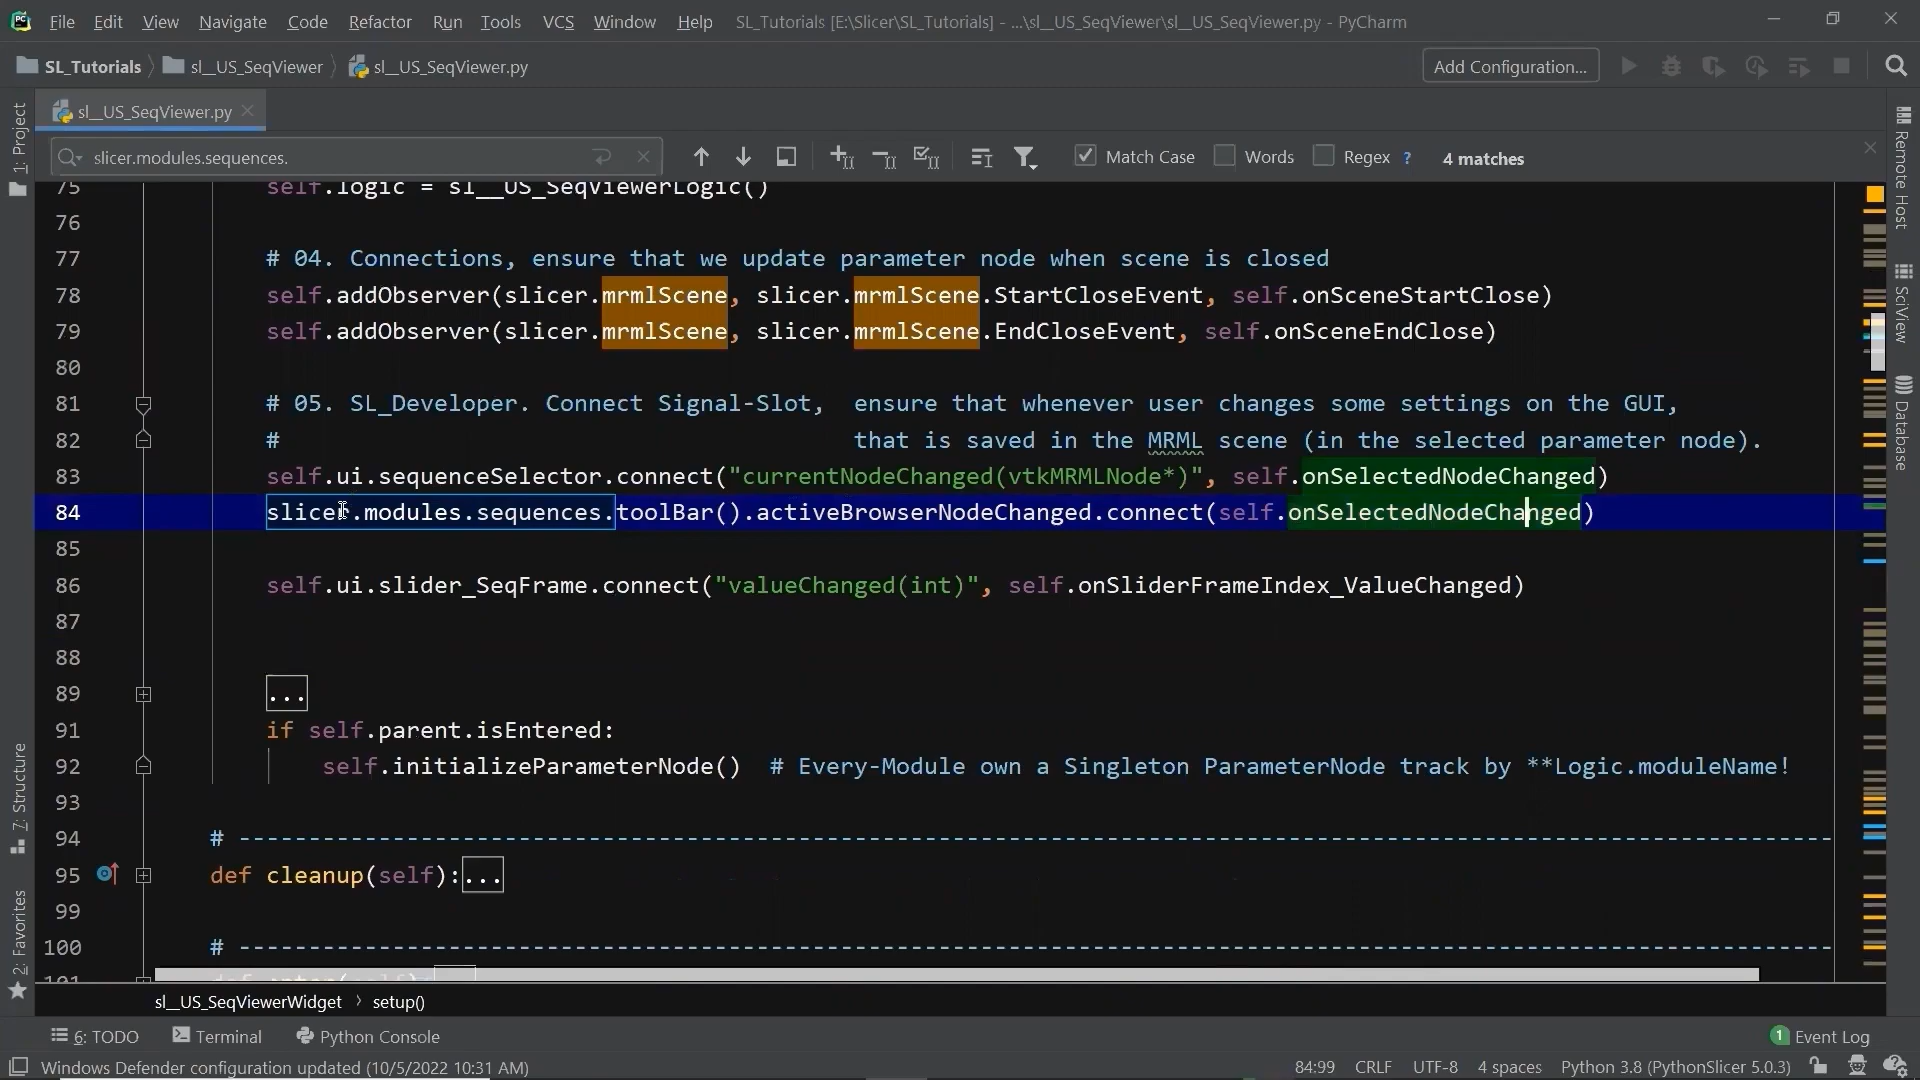 File Edit View Navigate Code Refactor Run Tools VCS Window Help SL_Tutorials [E:\Slicer\SL_Tutorials] - ...\sl__US_SeqViewer\sl__US_SeqViewer.py - PyCharm
SL_Tutorials sl__US_SeqViewer sl__US_SeqViewer.py Add Configuration...
sl__US_SeqViewer.py
slicer.modules.sequences. Match Case Words Regex ? 4 matches
75 self.logic = sl__US_SeqViewerLogic()
76
77 # 04. Connections, ensure that we update parameter node when scene is closed
78 self.addObserver(slicer.mrmlScene, slicer.mrmlScene.StartCloseEvent, self.onSceneStartClose)
79 self.addObserver(slicer.mrmlScene, slicer.mrmlScene.EndCloseEvent, self.onSceneEndClose)
80
81 # 05. SL_Developer. Connect Signal-Slot, ensure that whenever user changes some settings on the GUI,
82 # that is saved in the MRML scene (in the selected parameter node).
83 self.ui.sequenceSelector.connect("currentNodeChanged(vtkMRMLNode*)", self.onSelectedNodeChanged)
84 slicer.modules.sequences.toolBar().activeBrowserNodeChanged.connect(self.onSelectedNodeChanged)
85
86 self.ui.slider_SeqFrame.connect("valueChanged(int)", self.onSliderFrameIndex_ValueChanged)
87
88
89 ...
91 if self.parent.isEntered:
92 self.initializeParameterNode() # Every-Module own a Singleton ParameterNode track by **Logic.moduleName!
93
94 # ------------------------------------------------------------------------------------------------------------------
95 def cleanup(self):...
99
100 # ------------------------------------------------------------------------------------------------------------------
sl__US_SeqViewerWidget › setup()
6: TODO Terminal Python Console 1 Event Log
Windows Defender configuration updated (10/5/2022 10:31 AM) 84:99 CRLF UTF-8 4 spaces Python 3.8 (PythonSlicer 5.0.3)
1: Project
7: Structure
2: Favorites
Remote Host
SciView
Database